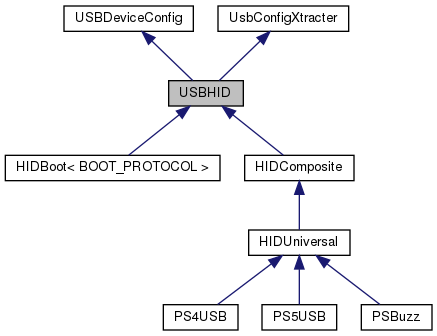 USBDeviceConfig
UsbConfigXtracter
USBHID
HIDBoot< BOOT_PROTOCOL >
HIDComposite
HIDUniversal
PS4USB
PS5USB
PSBuzz